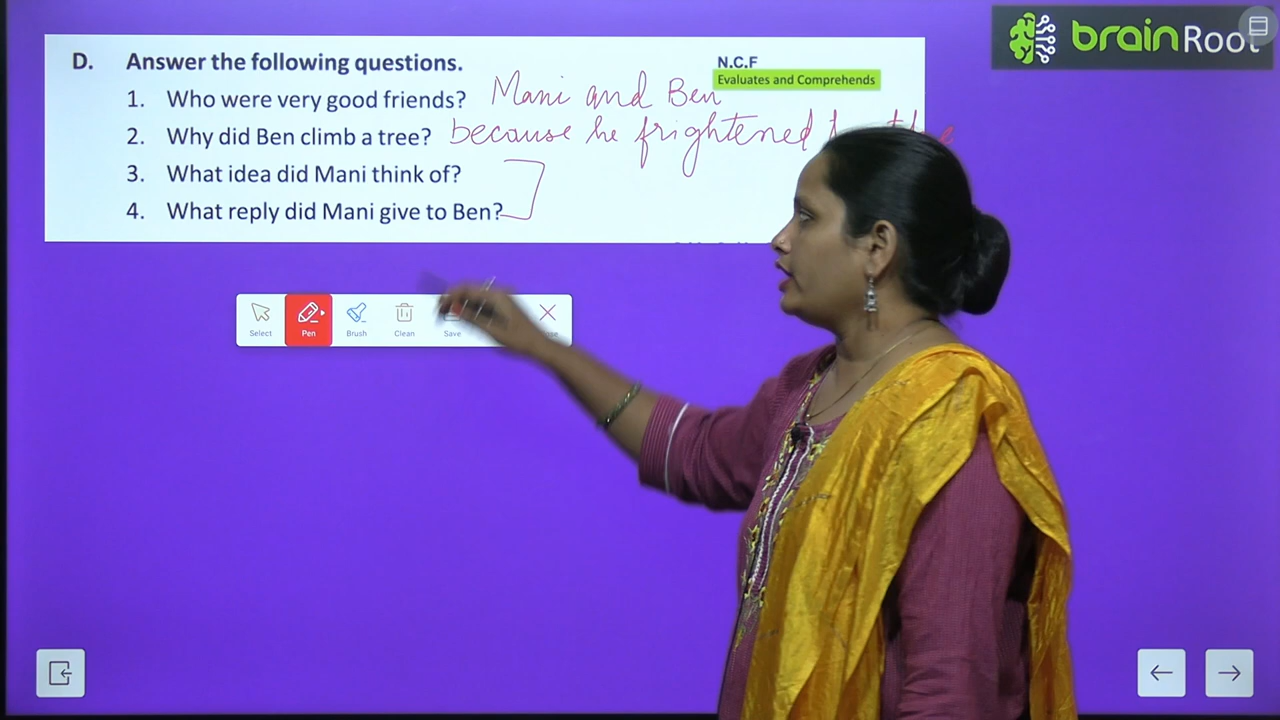 brainRoot
D. Answer the following questions.
N.C.F
Evaluates and Comprehends
1. Who were very good friends? Mani and Ben
2. Why did Ben climb a tree? because he frightened
3. What idea did Mani think of?
4. What reply did Mani give to Ben?
Select Pen Brush Clean Save